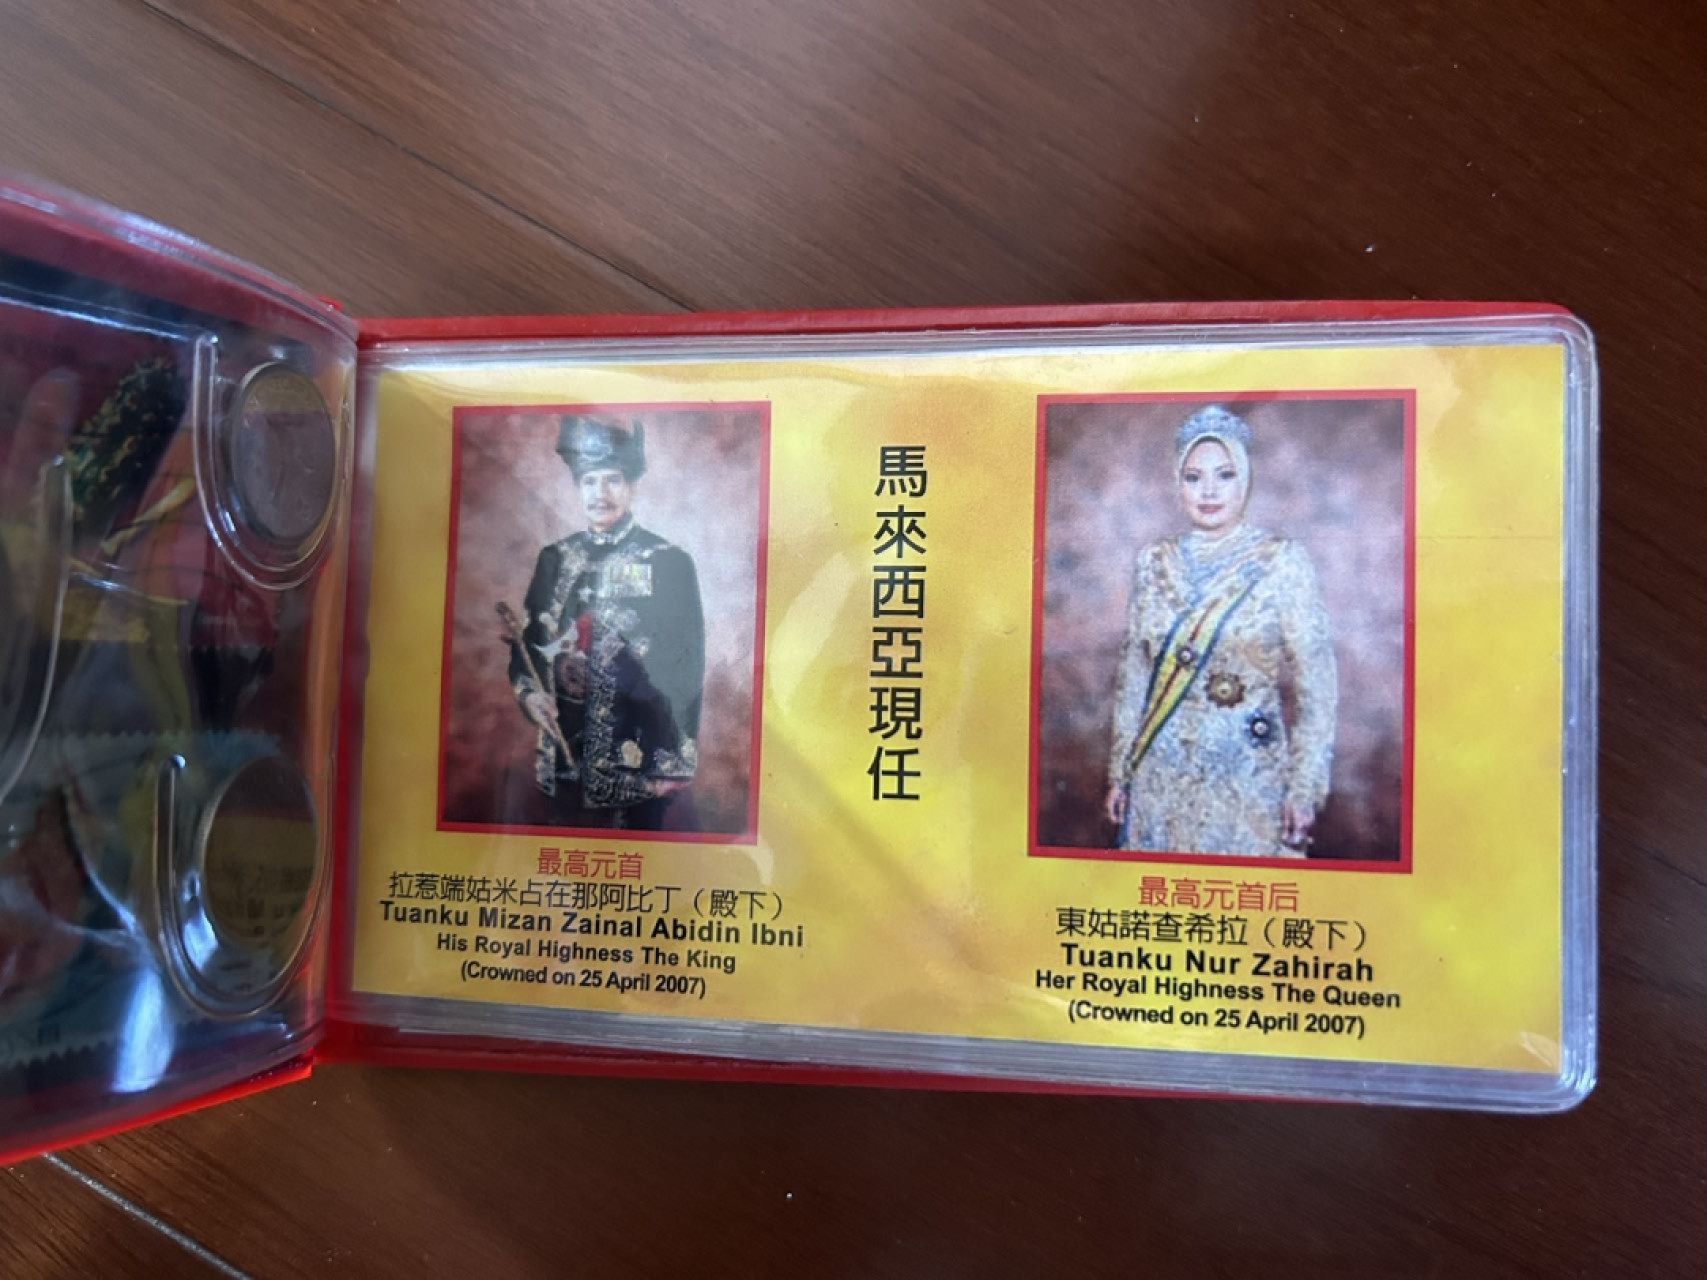 馬來西亞現任
最高元首
拉惹端姑米占在那阿比丁（殿下）
Tuanku Mizan Zainal Abidin Ibni
His Royal Highness The King
(Crowned on 25 April 2007)
最高元首后
東姑諾查希拉（殿下）
Tuanku Nur Zahirah
Her Royal Highness The Queen
(Crowned on 25 April 2007)